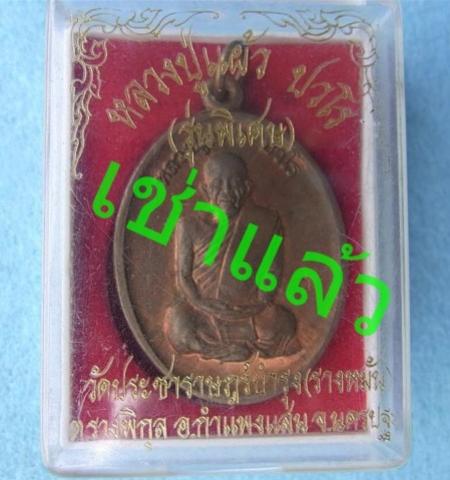 หลวงปู่แผ้ว ปวโร
(รุ่นพิเศษ)
เช่าแล้ว
วัดประชาราษฎร์บำรุง(รางหมัน)
ต.รางพิกุล อ.กำแพงแสน จ.นครปฐม